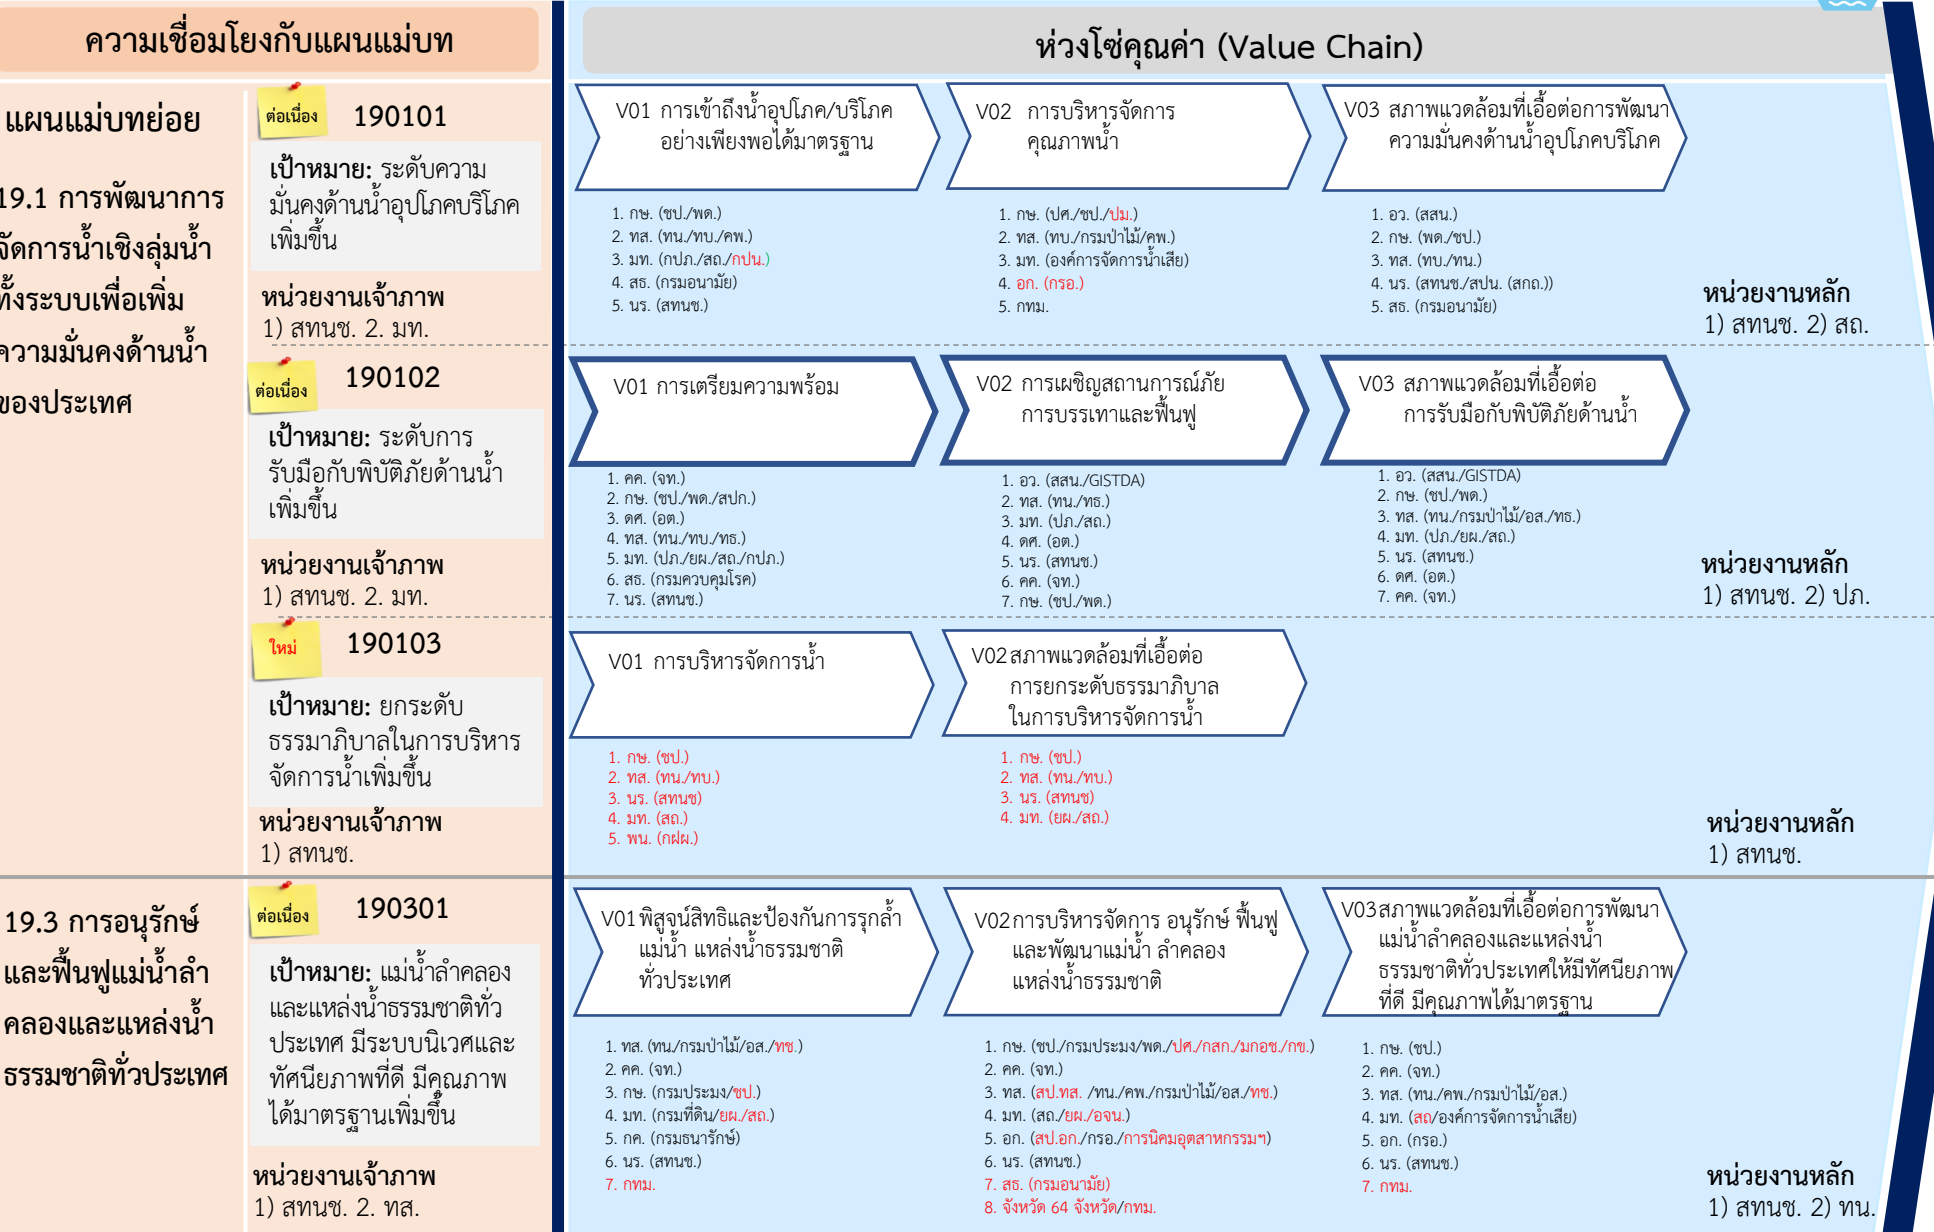 ความเชื่อมโยงกับแผนแม่บท
ห่วงโซ่คุณค่า (Value Chain)
แผนแม่บทย่อย
19.1 การพัฒนาการ
จัดการน้ำเชิงลุ่มน้ำ
ทั้งระบบเพื่อเพิ่ม
ความมั่นคงด้านน้ำ
ของประเทศ
ต่อเนื่อง
190101
เป้าหมาย: ระดับความ
มั่นคงด้านน้ำอุปโภคบริโภค
เพิ่มขึ้น
หน่วยงานเจ้าภาพ
1) สทนช. 2. มท.
V01 การเข้าถึงน้ำอุปโภค/บริโภค
อย่างเพียงพอได้มาตรฐาน
1. กษ. (ชป./พด.)
2. ทส. (ทน./ทบ./คพ.)
3. มท. (กปภ./สถ./กปน.)
4. สธ. (กรมอนามัย)
5. นร. (สทนช.)
V02 การบริหารจัดการ
คุณภาพน้ำ
1. กษ. (ปศ./ชป./ปม.)
2. ทส. (ทบ./กรมป่าไม้/คพ.)
3. มท. (องค์การจัดการน้ำเสีย)
4. อก. (กรอ.)
5. กทม.
V03 สภาพแวดล้อมที่เอื้อต่อการพัฒนา
ความมั่นคงด้านน้ำอุปโภคบริโภค
1. อว. (สสน.)
2. กษ. (พด./ชป.)
3. ทส. (ทบ./ทน.)
4. นร. (สทนช./สปน. (สกถ.))
5. สธ. (กรมอนามัย)
หน่วยงานหลัก
1) สทนช. 2) สถ.
ต่อเนื่อง
190102
เป้าหมาย: ระดับการ
รับมือกับพิบัติภัยด้านน้ำ
เพิ่มขึ้น
หน่วยงานเจ้าภาพ
1) สทนช. 2. มท.
V01 การเตรียมความพร้อม
1. คค. (จท.)
2. กษ. (ชป./พด./สปก.)
3. ดศ. (อต.)
4. ทส. (ทน./ทบ./ทธ.)
5. มท. (ปภ./ยผ./สถ./กปภ.)
6. สธ. (กรมควบคุมโรค)
7. นร. (สทนช.)
V02 การเผชิญสถานการณ์ภัย
การบรรเทาและฟื้นฟู
1. อว. (สสน./GISTDA)
2. ทส. (ทน./ทธ.)
3. มท. (ปภ./สถ.)
4. ดศ. (อต.)
5. นร. (สทนช.)
6. คค. (จท.)
7. กษ. (ชป./พด.)
V03 สภาพแวดล้อมที่เอื้อต่อ
การรับมือกับพิบัติภัยด้านน้ำ
1. อว. (สสน./GISTDA)
2. กษ. (ชป./พด.)
3. ทส. (ทน./กรมป่าไม้/อส./ทธ.)
4. มท. (ปภ./ยผ./สถ.)
5. นร. (สทนช.)
6. ดศ. (อต.)
7. คค. (จท.)
หน่วยงานหลัก
1) สทนช. 2) ปภ.
ใหม่
190103
เป้าหมาย: ยกระดับ
ธรรมาภิบาลในการบริหาร
จัดการน้ำเพิ่มขึ้น
หน่วยงานเจ้าภาพ
1) สทนช.
V01 การบริหารจัดการน้ำ
1. กษ. (ชป.)
2. ทส. (ทน./ทบ.)
3. นร. (สทนช)
4. มท. (สถ.)
5. พน. (กฝผ.)
V02 สภาพแวดล้อมที่เอื้อต่อ
การยกระดับธรรมาภิบาล
ในการบริหารจัดการน้ำ
1. กษ. (ชป.)
2. ทส. (ทน./ทบ.)
3. นร. (สทนช)
4. มท. (ยผ./สถ.)
หน่วยงานหลัก
1) สทนช.
19.3 การอนุรักษ์
และฟื้นฟูแม่น้ำลำ
คลองและแหล่งน้ำ
ธรรมชาติทั่วประเทศ
ต่อเนื่อง
190301
เป้าหมาย: แม่น้ำลำคลอง
และแหล่งน้ำธรรมชาติทั่ว
ประเทศ มีระบบนิเวศและ
ทัศนียภาพที่ดี มีคุณภาพ
ได้มาตรฐานเพิ่มขึ้น
หน่วยงานเจ้าภาพ
1) สทนช. 2. ทส.
V01 พิสูจน์สิทธิและป้องกันการรุกล้ำ
แม่น้ำ แหล่งน้ำธรรมชาติ
ทั่วประเทศ
1. ทส. (ทน./กรมป่าไม้/อส./ทช.)
2. คค. (จท.)
3. กษ. (กรมประมง/ชป.)
4. มท. (กรมที่ดิน/ยผ./สถ.)
5. กค. (กรมธนารักษ์)
6. นร. (สทนช.)
7. กทม.
V02 การบริหารจัดการ อนุรักษ์ ฟื้นฟู
และพัฒนาแม่น้ำ ลำคลอง
แหล่งน้ำธรรมชาติ
1. กษ. (ชป./กรมประมง/พด./ปศ./กสก./มกอช./กข.)
2. คค. (จท.)
3. ทส. (สป.ทส. /ทน./คพ./กรมป่าไม้/อส./ทช.)
4. มท. (สถ./ยผ./อจน.)
5. อก. (สป.อก./กรอ./การนิคมอุตสาหกรรมฯ)
6. นร. (สทนช.)
7. สธ. (กรมอนามัย)
8. จังหวัด 64 จังหวัด/กทม.
V03 สภาพแวดล้อมที่เอื้อต่อการพัฒนา
แม่น้ำลำคลองและแหล่งน้ำ
ธรรมชาติทั่วประเทศให้มีทัศนียภาพ
ที่ดี มีคุณภาพได้มาตรฐาน
1. กษ. (ชป.)
2. คค. (จท.)
3. ทส. (ทน./คพ./กรมป่าไม้/อส.)
4. มท. (สถ/องค์การจัดการน้ำเสีย)
5. อก. (กรอ.)
6. นร. (สทนช.)
7. กทม.
หน่วยงานหลัก
1) สทนช. 2) ทน.